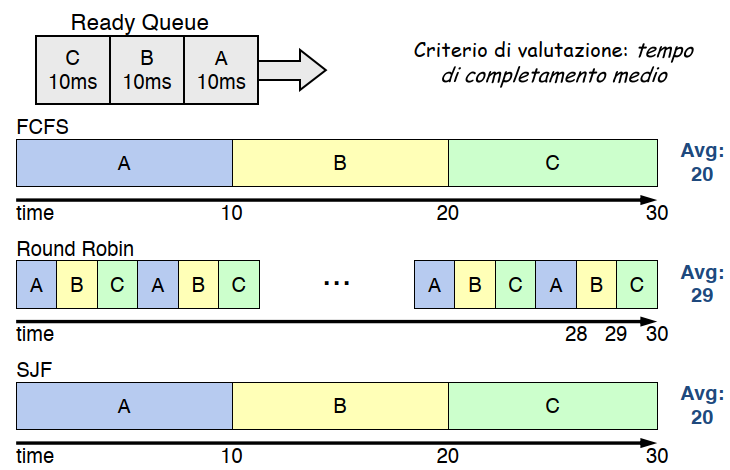 Ready Queue
C B A
10ms 10ms 10ms
Criterio di valutazione: tempo
di completamento medio
FCFS
A B C
Avg:
20
time 10 20 30
Round Robin
A B C A B C ... A B C A B C
Avg:
29
time 28 29 30
SJF
A B C
Avg:
20
time 10 20 30